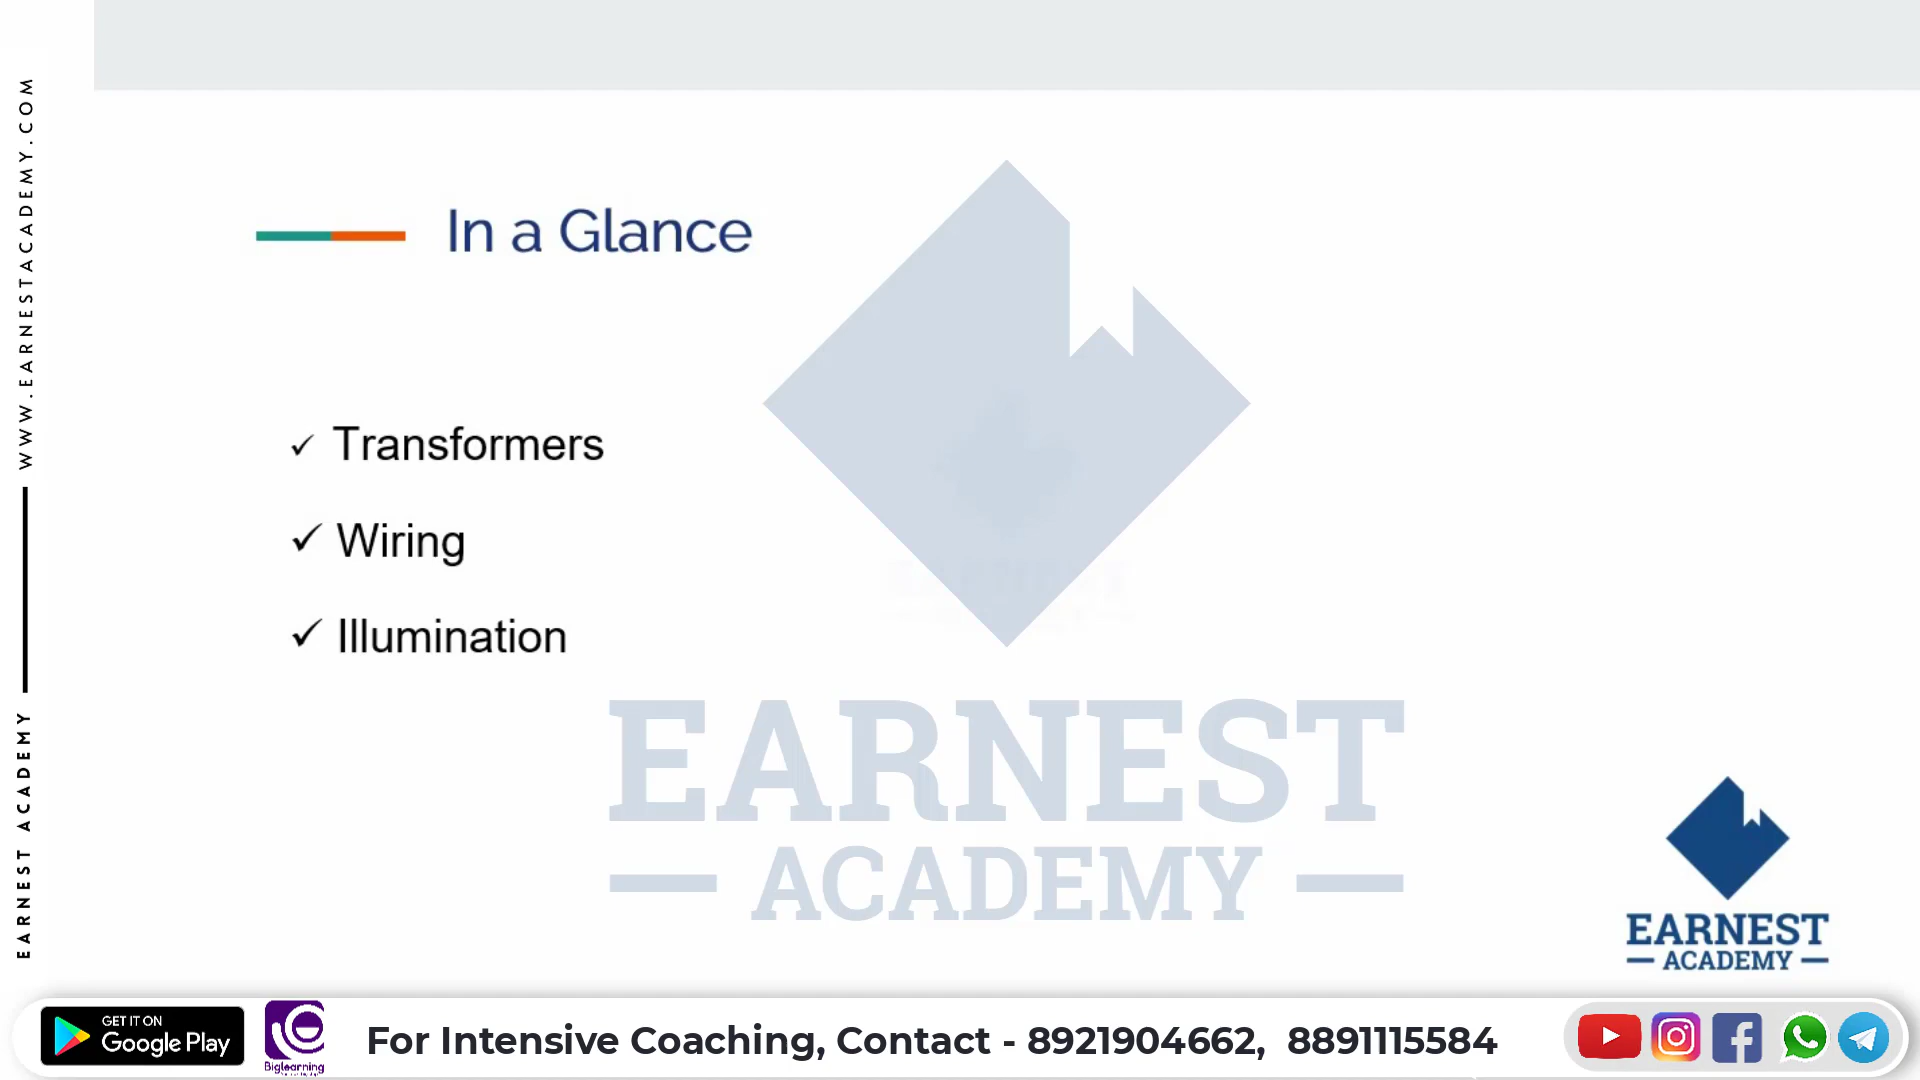 WWW.EARNESTACADEMY.COM
EARNEST ACADEMY
In a Glance
✓ Transformers
✓ Wiring
✓ Illumination
EARNEST
ACADEMY
EARNEST
ACADEMY
GET IT ON
Google Play
Biglearning
For Intensive Coaching, Contact - 8921904662, 8891115584